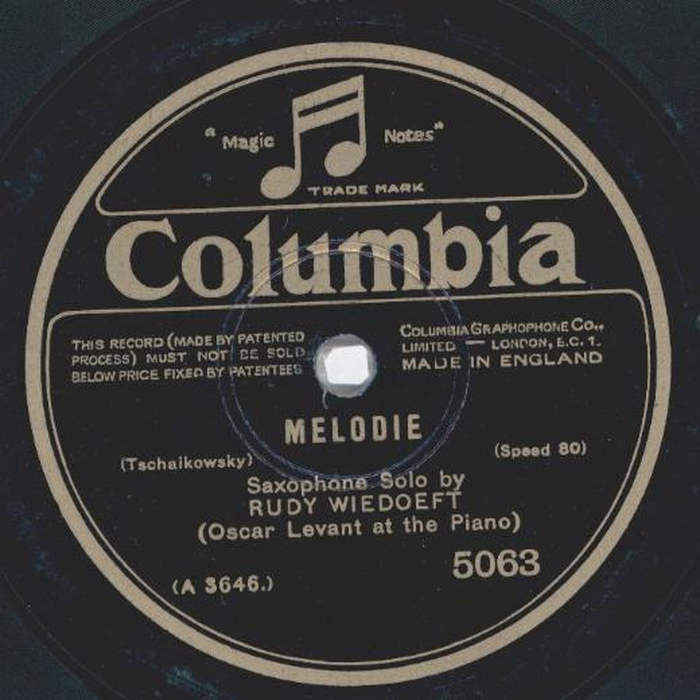 "Magic Notes"
TRADE MARK
Columbia
THIS RECORD (MADE BY PATENTED
PROCESS) MUST NOT BE SOLD
BELOW PRICE FIXED BY PATENTEES
COLUMBIA GRAPHOPHONE CO.,
LIMITED — LONDON, E.C. 1.
MADE IN ENGLAND
MELODIE
(Tschaikowsky)
(Speed 80)
Saxophone Solo by
RUDY WIEDOEFT
(Oscar Levant at the Piano)
5063
(A 3646.)